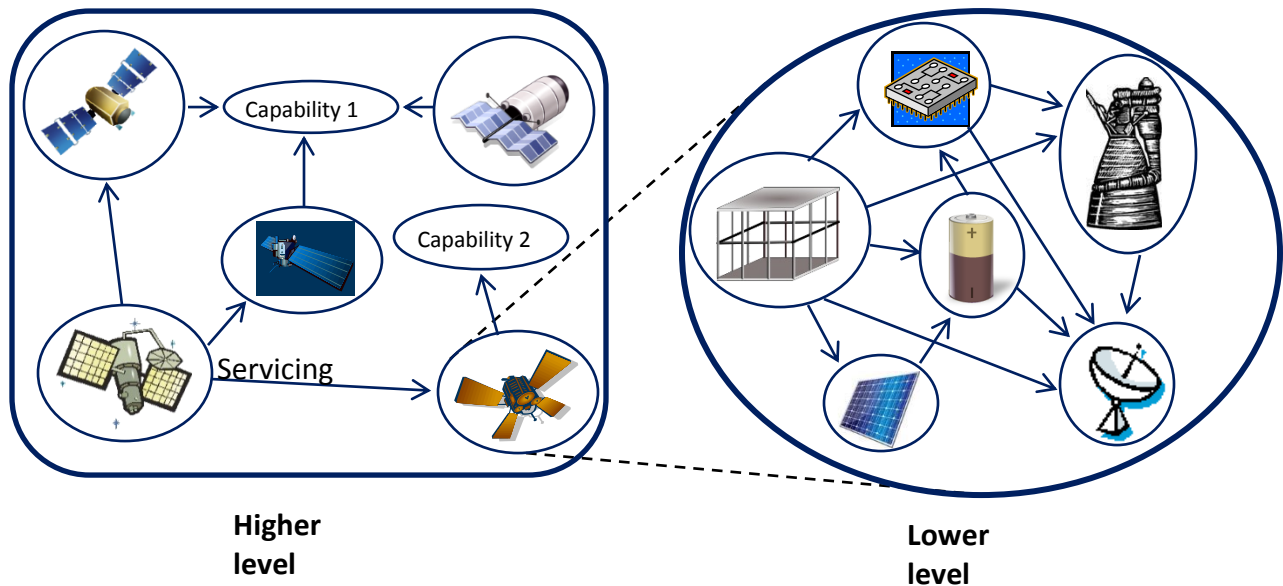 Capability 1
Capability 2
Servicing
Higher
level
Lower
level